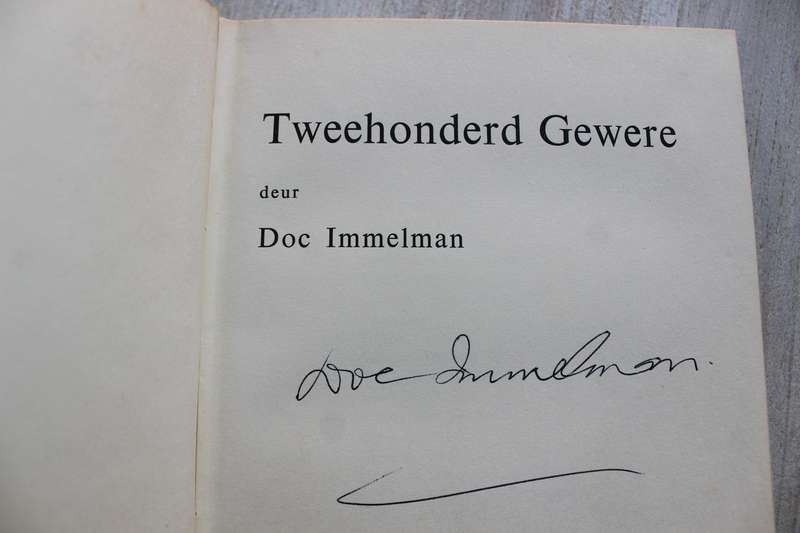 Tweehonderd Gewere
deur
Doc Immelman
Doc Immelman.